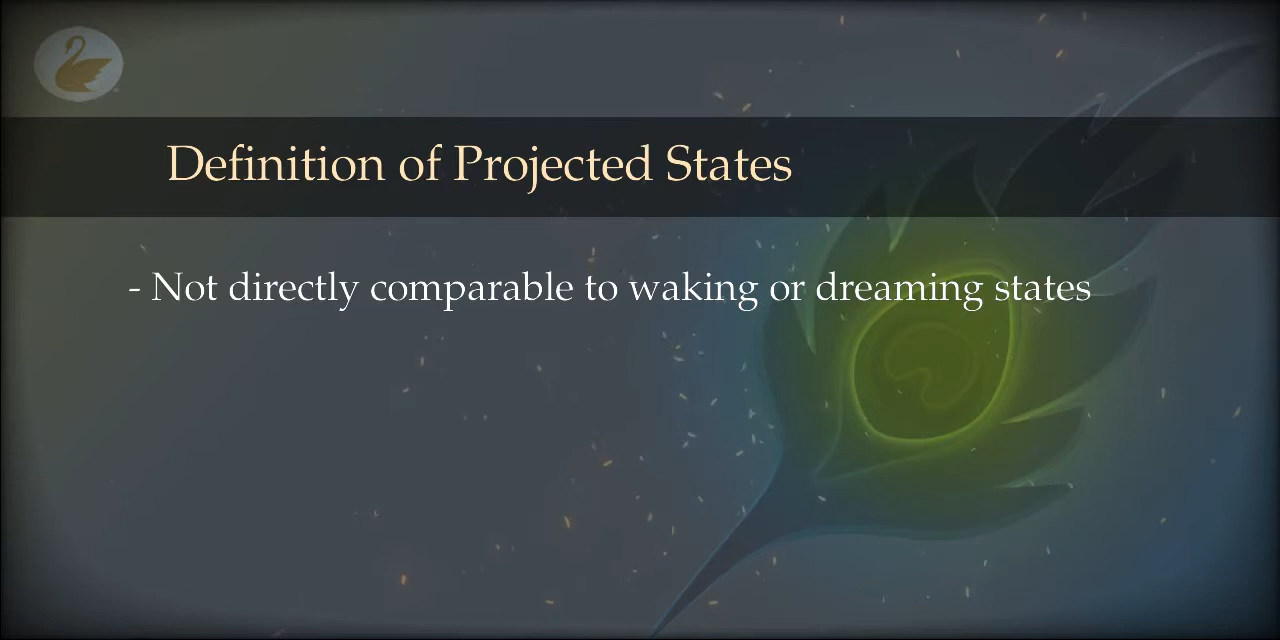 Definition of Projected States
- Not directly comparable to waking or dreaming states